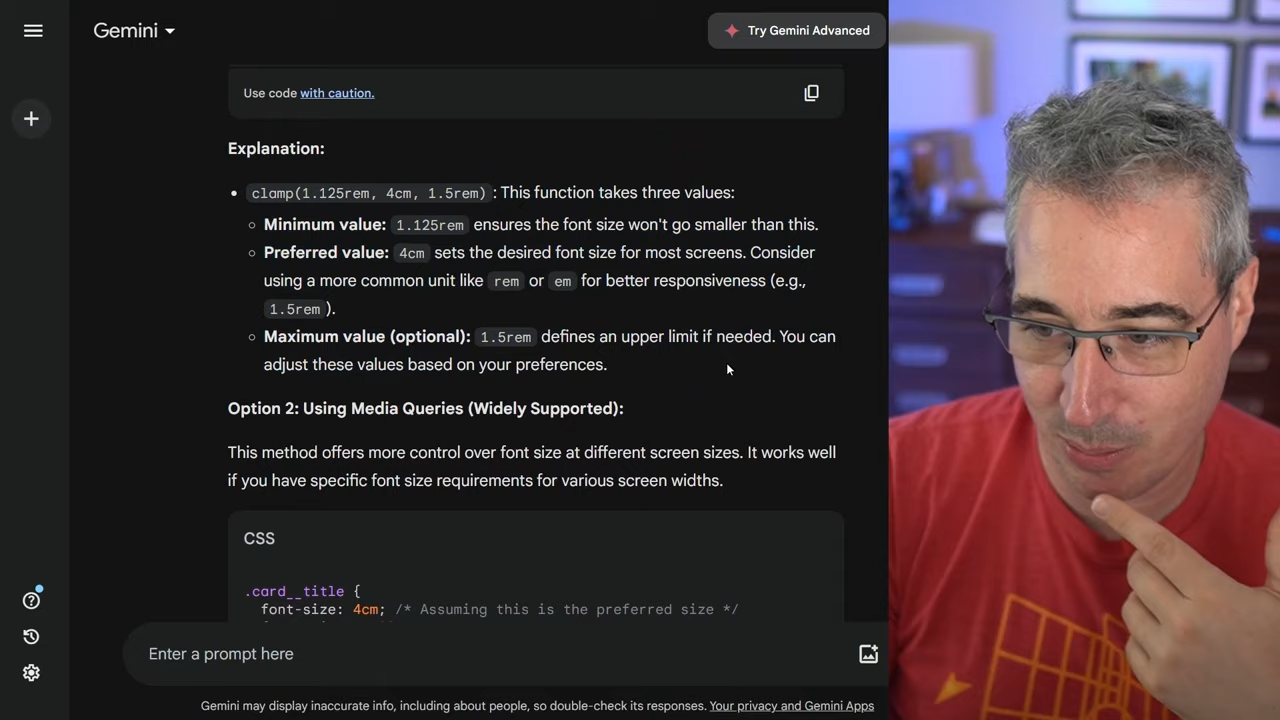 Gemini
Try Gemini Advanced
Use code with caution.
Explanation:
clamp(1.125rem, 4cm, 1.5rem) : This function takes three values:
Minimum value: 1.125rem ensures the font size won't go smaller than this.
Preferred value: 4cm sets the desired font size for most screens. Consider
using a more common unit like rem or em for better responsiveness (e.g.,
1.5rem ).
Maximum value (optional): 1.5rem defines an upper limit if needed. You can
adjust these values based on your preferences.
Option 2: Using Media Queries (Widely Supported):
This method offers more control over font size at different screen sizes. It works well
if you have specific font size requirements for various screen widths.
CSS
.card__title {
font-size: 4cm; /* Assuming this is the preferred size */
Enter a prompt here
Gemini may display inaccurate info, including about people, so double-check its responses. Your privacy and Gemini Apps